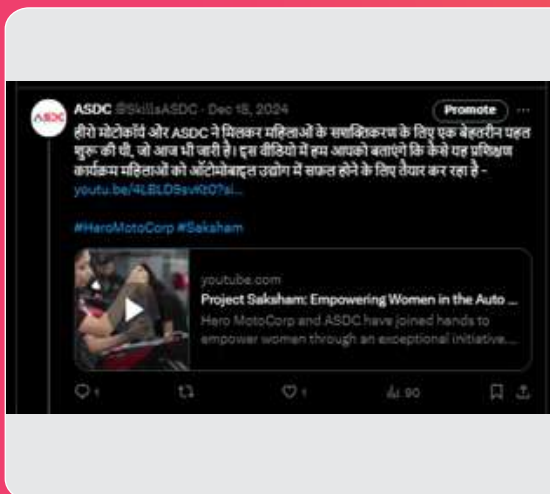 ASDC @SkillsASDC · Dec 18, 2024 Promote ...
हीरो मोटोकॉर्प और ASDC ने मिलकर महिलाओं के सशक्तिकरण के लिए एक बेहतरीन पहल
शुरू की थी, जो आज भी जारी है। इस वीडियो में हम आपको बताएंगे कि कैसे यह प्रशिक्षण
कार्यक्रम महिलाओं को ऑटोमोबाइल उद्योग में सफल होने के लिए तैयार कर रहा है -
#HeroMotoCorp #Saksham
youtube.com
Project Saksham: Empowering Women in the Auto ...
Hero MotoCorp and ASDC have joined hands to
empower women through an exceptional initiative....
1 1 90